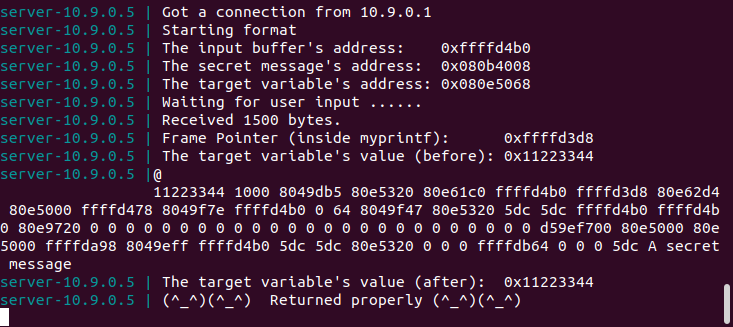 server-10.9.0.5 | Got a connection from 10.9.0.1
server-10.9.0.5 | Starting format
server-10.9.0.5 | The input buffer's address:    0xffffd4b0
server-10.9.0.5 | The secret message's address:  0x080b4008
server-10.9.0.5 | The target variable's address: 0x080e5068
server-10.9.0.5 | Waiting for user input ......
server-10.9.0.5 | Received 1500 bytes.
server-10.9.0.5 | Frame Pointer (inside myprintf):      0xffffd3d8
server-10.9.0.5 | The target variable's value (before): 0x11223344
server-10.9.0.5 |@
11223344 1000 8049db5 80e5320 80e61c0 ffffd4b0 ffffd3d8 80e62d4
80e5000 ffffd478 8049f7e ffffd4b0 0 64 8049f47 80e5320 5dc 5dc ffffd4b0 ffffd4b
0 80e9720 0 0 0 0 0 0 0 0 0 0 0 0 0 0 0 0 0 0 0 0 0 0 0 d59ef700 80e5000 80e
5000 ffffda98 8049eff ffffd4b0 5dc 5dc 80e5320 0 0 0 ffffdb64 0 0 0 5dc A secret
message
server-10.9.0.5 | The target variable's value (after):  0x11223344
server-10.9.0.5 | (^_^)(^_^)  Returned properly (^_^)(^_^)